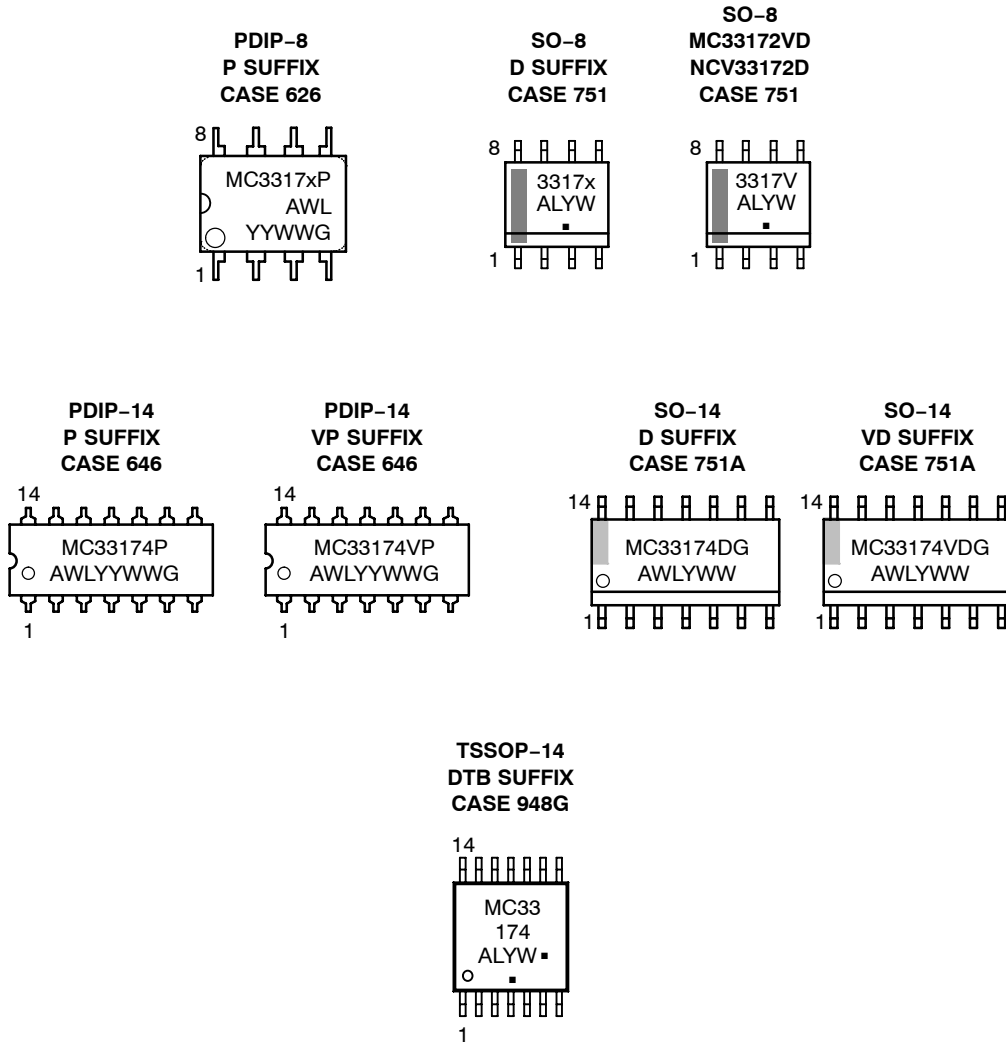 PDIP−8
P SUFFIX
CASE 626
8
MC3317xP
AWL
YYWWG
1
SO−8
D SUFFIX
CASE 751
8
3317x
ALYW
▪
1
SO−8
MC33172VD
NCV33172D
CASE 751
8
3317V
ALYW
▪
1
PDIP−14
P SUFFIX
CASE 646
14
MC33174P
AWLYYWWG
1
PDIP−14
VP SUFFIX
CASE 646
14
MC33174VP
AWLYYWWG
1
SO−14
D SUFFIX
CASE 751A
14
MC33174DG
AWLYWW
1
SO−14
VD SUFFIX
CASE 751A
14
MC33174VDG
AWLYWW
1
TSSOP−14
DTB SUFFIX
CASE 948G
14
MC33
174
ALYW▪
▪
1